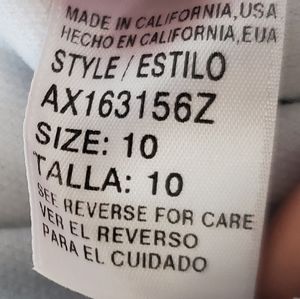 MADE IN CALIFORNIA, USA
HECHO EN CALIFORNIA, EUA
STYLE / ESTILO
AX163156Z
SIZE: 10
TALLA: 10
SEE REVERSE FOR CARE
VER EL REVERSO
PARA EL CUIDADO